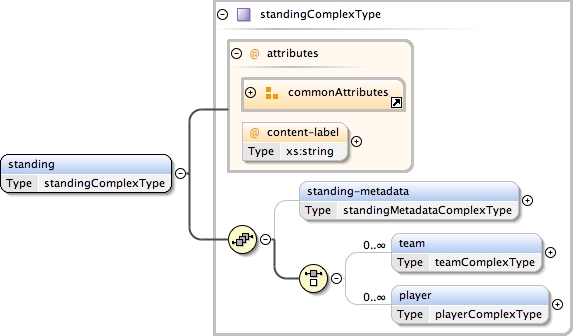 standingComplexType
@ attributes
commonAttributes
@ content-label
Type xs:string
standing
Type standingComplexType
standing-metadata
Type standingMetadataComplexType
0..∞ team
Type teamComplexType
0..∞ player
Type playerComplexType